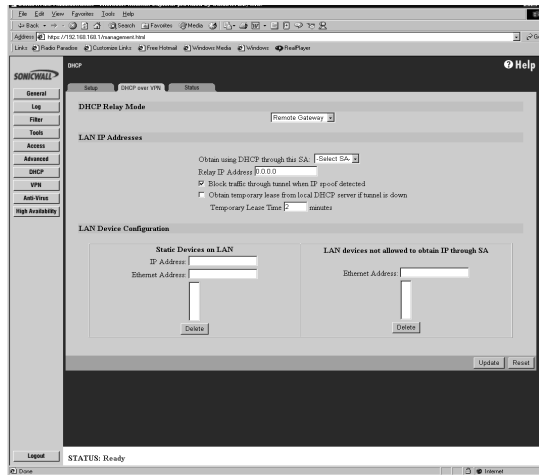 File Edit View Favorites Tools Help
Back Search Favorites Media
Address https://192.168.168.1/management.html
Links Radio Paradise Customize Links Free Hotmail Windows Media Windows RealPlayer
SONICWALL
DHCP
Help
Setup DHCP over VPN Status
General
Log
Filter
Tools
Access
Advanced
DHCP
VPN
Anti-Virus
High Availability
DHCP Relay Mode
Remote Gateway
LAN IP Addresses
Obtain using DHCP through this SA: -Select SA-
Relay IP Address 0.0.0.0
Block traffic through tunnel when IP spoof detected
Obtain temporary lease from local DHCP server if tunnel is down
Temporary Lease Time 2 minutes
LAN Device Configuration
Static Devices on LAN
IP Address:
Ethernet Address:
Delete
LAN devices not allowed to obtain IP through SA
Ethernet Address:
Delete
Update Reset
Logout
STATUS: Ready
Done Internet